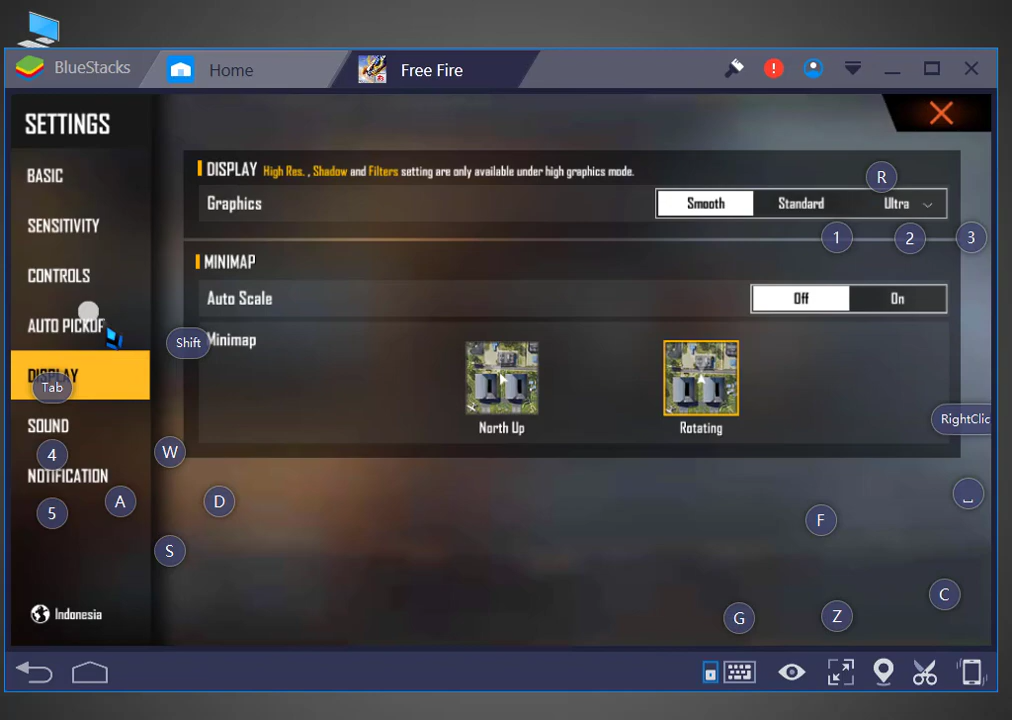 BlueStacks
Home
Free Fire
SETTINGS
BASIC
SENSITIVITY
CONTROLS
AUTO PICKUP
DISPLAY
Tab
SOUND
4
NOTIFICATION
5
A
Indonesia
DISPLAY High Res. , Shadow and Filters setting are only available under high graphics mode.
R
Graphics
Smooth
Standard
Ultra
1
2
3
MINIMAP
Auto Scale
Off
On
Shift
Minimap
North Up
Rotating
RightClic
W
D
S
F
C
G
Z